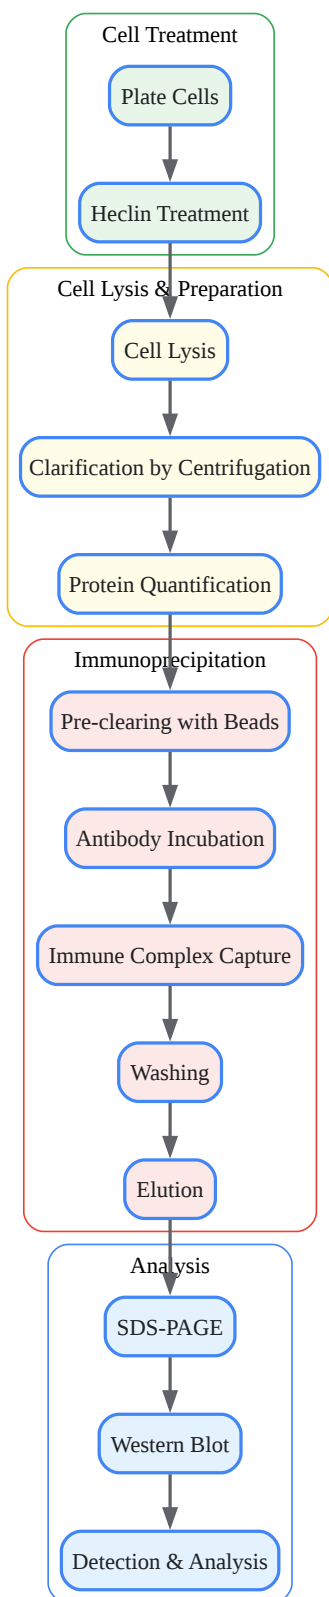 Cell Treatment
Plate Cells
Heclin Treatment
Cell Lysis & Preparation
Cell Lysis
Clarification by Centrifugation
Protein Quantification
Immunoprecipitation
Pre-clearing with Beads
Antibody Incubation
Immune Complex Capture
Washing
Elution
Analysis
SDS-PAGE
Western Blot
Detection & Analysis